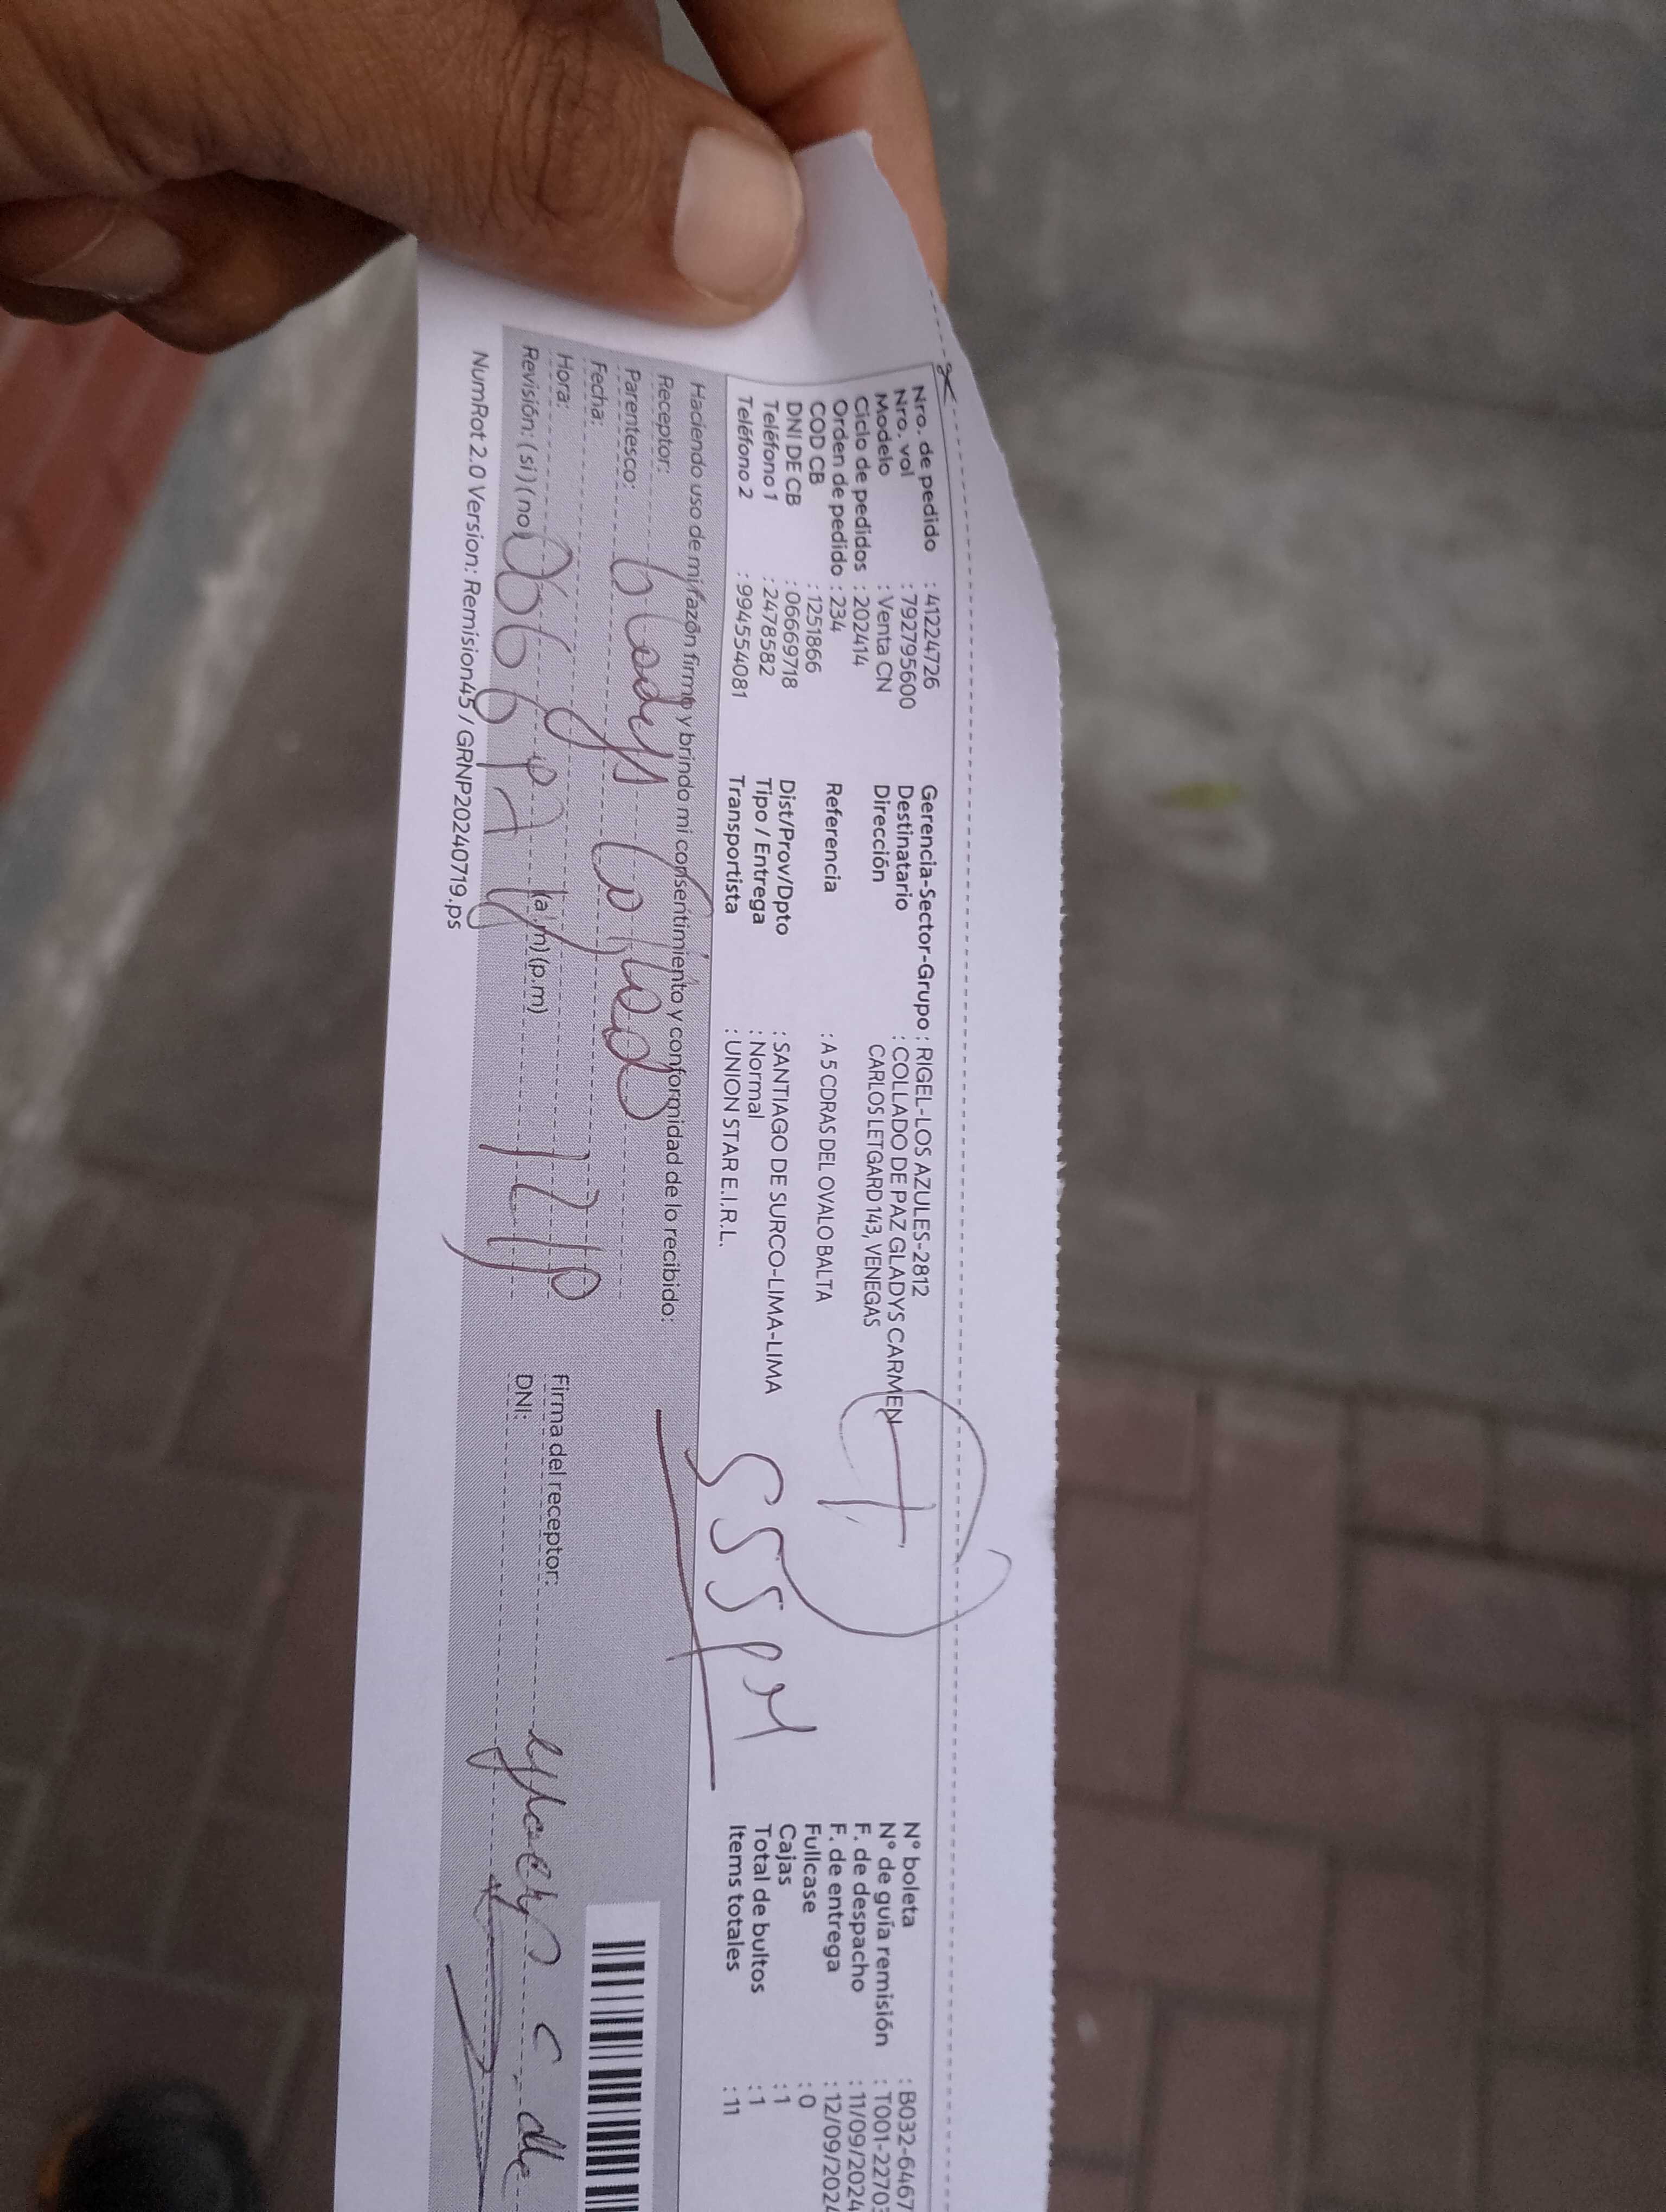 Nro. de pedido : 41224726
Nro. vol : 792795600
Modelo : Venta CN
Ciclo de pedidos : 202414
Orden de pedido : 234
COD CB : 1251866
DNI DE CB : 06669718
Teléfono 1 : 2478582
Teléfono 2 : 994554081
Gerencia-Sector-Grupo : RIGEL-LOS AZULES-2812
Destinatario : COLLADO DE PAZ GLADYS CARMEN
Dirección CARLOS LETGARD 143, VENEGAS
Referencia : A 5 CDRAS DEL OVALO BALTA
Dist/Prov/Dpto : SANTIAGO DE SURCO-LIMA-LIMA
Tipo / Entrega : Normal
Transportista : UNION STAR E.I.R.L.
N° boleta : B032-6467
N° de guía remisión : T001-2270
F. de despacho : 11/09/2024
F. de entrega : 12/09/2024
Fullcase : 0
Cajas : 1
Total de bultos : 1
Items totales : 11
555 PM
Haciendo uso de mi razón firmo y brindo mi consentimiento y conformidad de lo recibido:
Receptor: Gladys Collado
Parentesco:
Fecha:
Hora: (a.m) (p.m)
Revisión: (si) (no)
Firma del receptor:
DNI:
NumRot 2.0 Version: Remision45 / GRNP20240719.ps